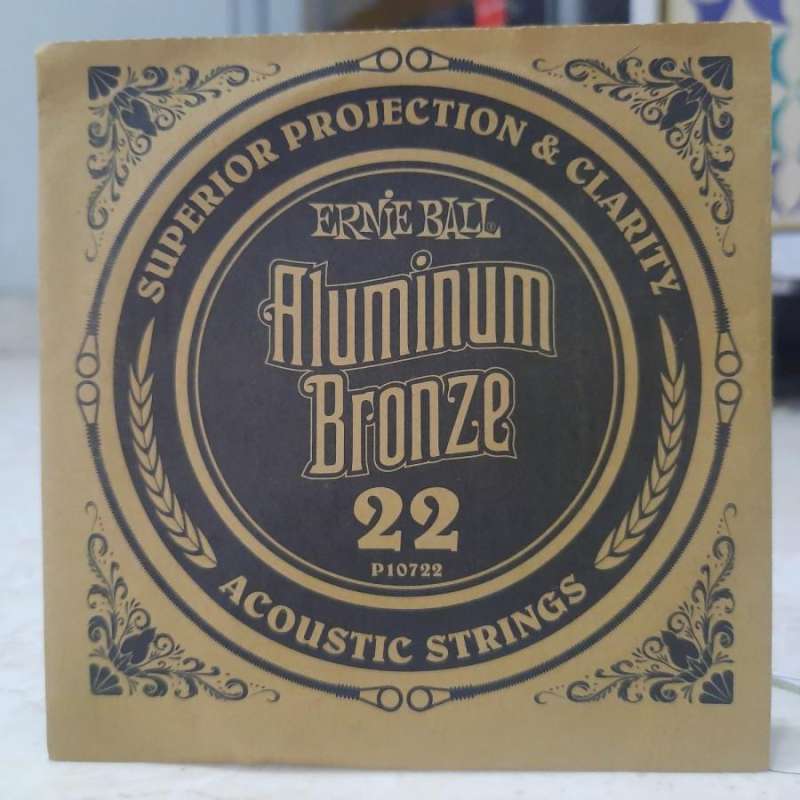 SUPERIOR PROJECTION & CLARITY
ERNIE BALL®
Aluminum
Bronze
22
P10722
ACOUSTIC STRINGS